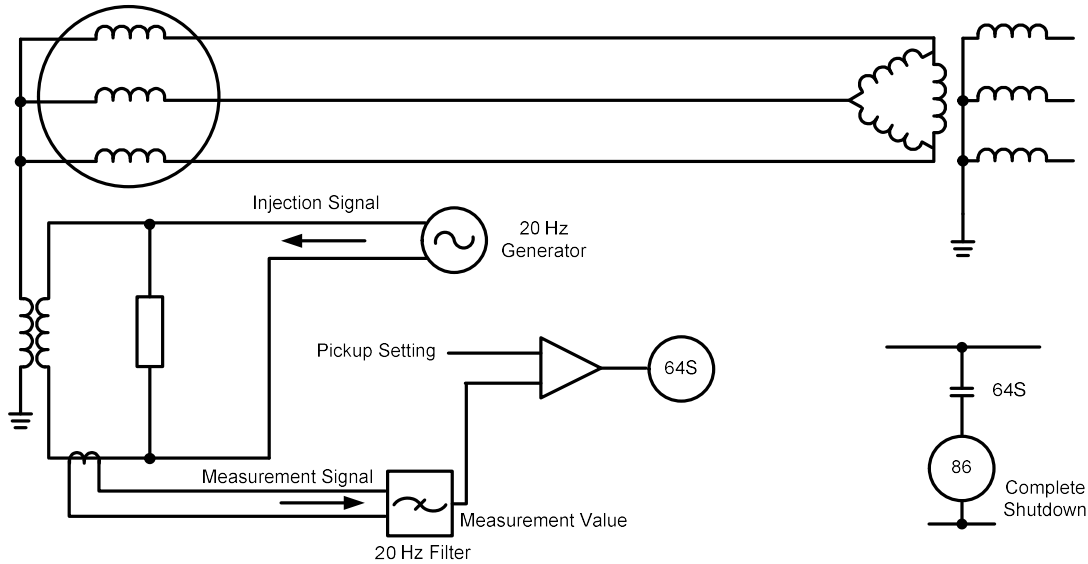 Injection Signal
20 Hz
Generator
Pickup Setting
64S
64S
86
Complete
Shutdown
Measurement Signal
Measurement Value
20 Hz Filter